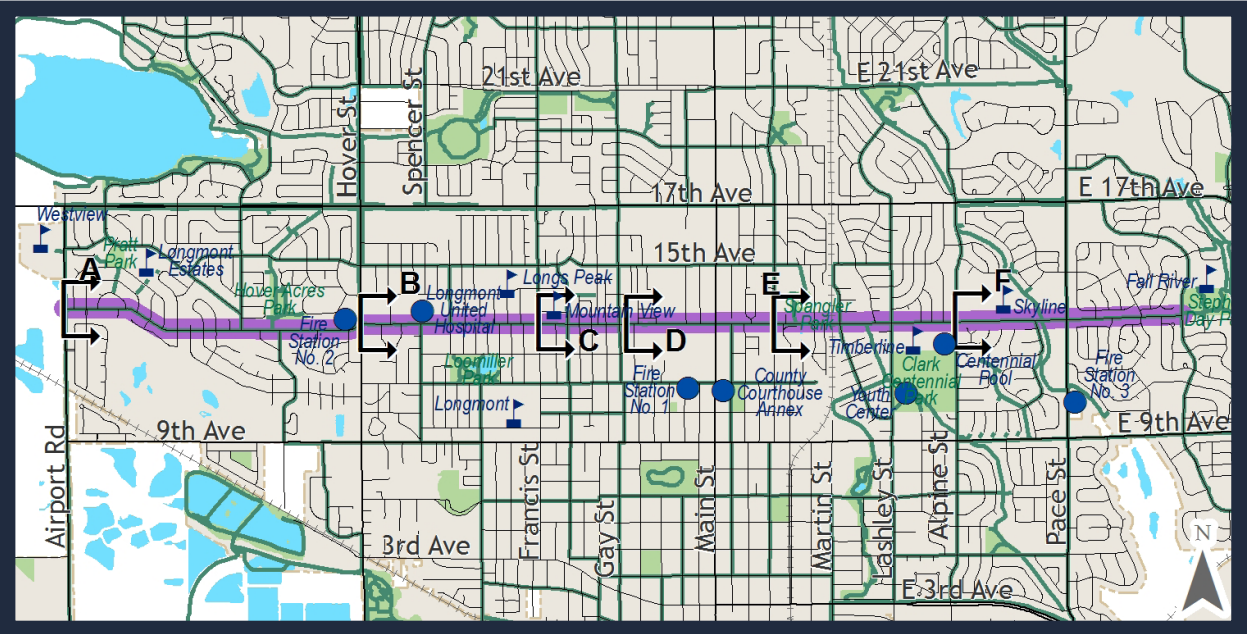 21st Ave
E 21st Ave
Hover St
Spencer St
17th Ave
E 17th Ave
Westview
Pratt
Park
Longmont
Estates
15th Ave
A
B
C
D
E
F
Hover Acres
Park
Fire
Station
No. 2
Longmont
United
Hospital
Longs Peak
Mountain View
Spangler
Park
Skyline
Fall River
Steph
Day P
Loomiller
Park
Longmont
Fire
Station
No. 1
County
Courthouse
Annex
Timberline
Clark
Centennial
Park
Youth
Center
Centennial
Pool
Fire
Station
No. 3
9th Ave
E 9th Ave
Airport Rd
Francis St
Gay St
Main St
Martin St
Lashley St
Alpine St
Pace St
3rd Ave
E 3rd Ave
N